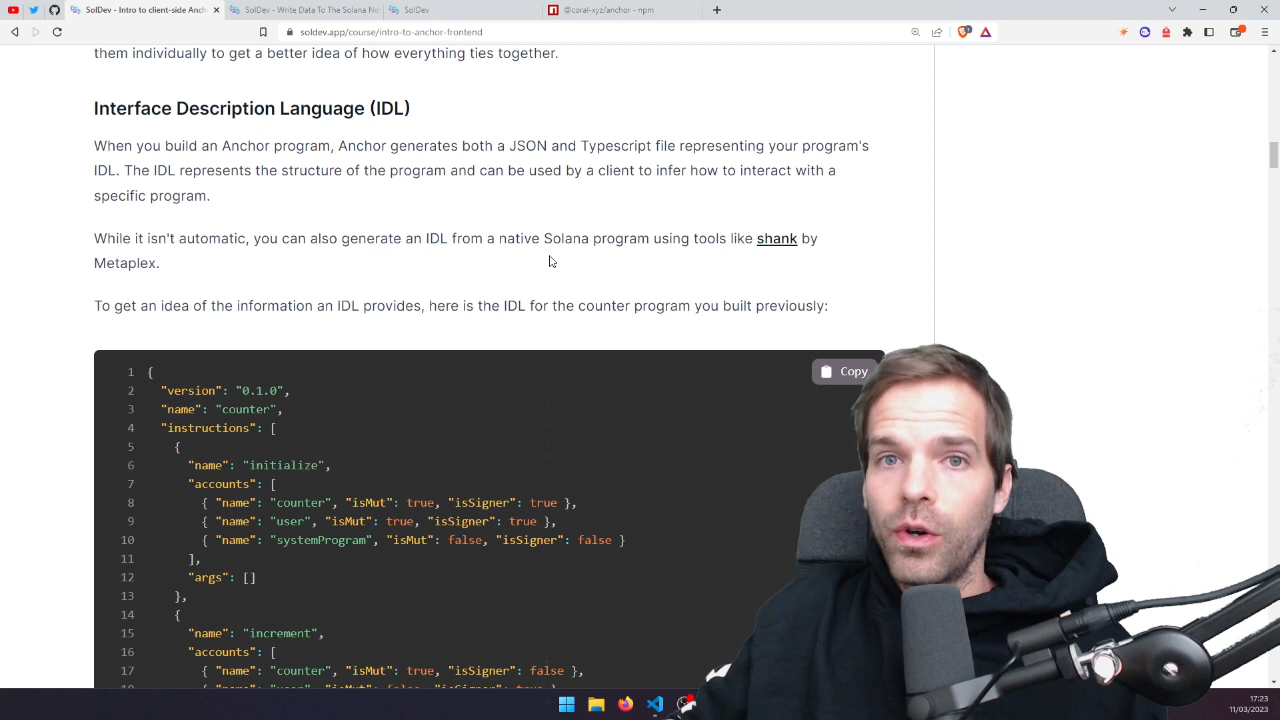 SolDev - Intro to client-side Anch
SolDev - Write Data To The Solana Ne
SolDev
@coral-xyz/anchor - npm
soldev.app/course/intro-to-anchor-frontend
them individually to get a better idea of how everything ties together.
Interface Description Language (IDL)
When you build an Anchor program, Anchor generates both a JSON and Typescript file representing your program's
IDL. The IDL represents the structure of the program and can be used by a client to infer how to interact with a
specific program.
While it isn't automatic, you can also generate an IDL from a native Solana program using tools like shank by
Metaplex.
To get an idea of the information an IDL provides, here is the IDL for the counter program you built previously:
Copy
1 {
2 "version": "0.1.0",
3 "name": "counter",
4 "instructions": [
5 {
6 "name": "initialize",
7 "accounts": [
8 { "name": "counter", "isMut": true, "isSigner": true },
9 { "name": "user", "isMut": true, "isSigner": true },
10 { "name": "systemProgram", "isMut": false, "isSigner": false }
11 ],
12 "args": []
13 },
14 {
15 "name": "increment",
16 "accounts": [
17 { "name": "counter", "isMut": true, "isSigner": false },
17:23
11/03/2023